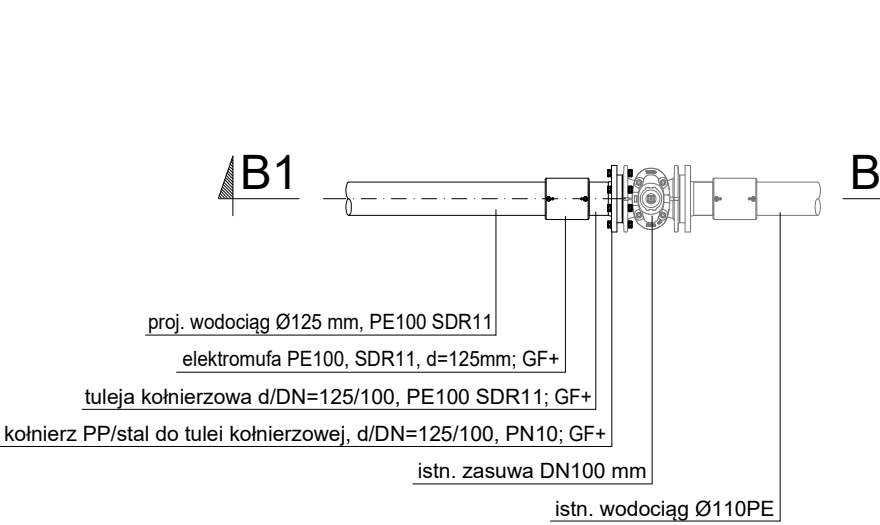 B1
B
proj. wodociąg Ø125 mm, PE100 SDR11
elektromufa PE100, SDR11, d=125mm; GF+
tuleja kołnierzowa d/DN=125/100, PE100 SDR11; GF+
kołnierz PP/stal do tulei kołnierzowej, d/DN=125/100, PN10; GF+
istn. zasuwa DN100 mm
istn. wodociąg Ø110PE